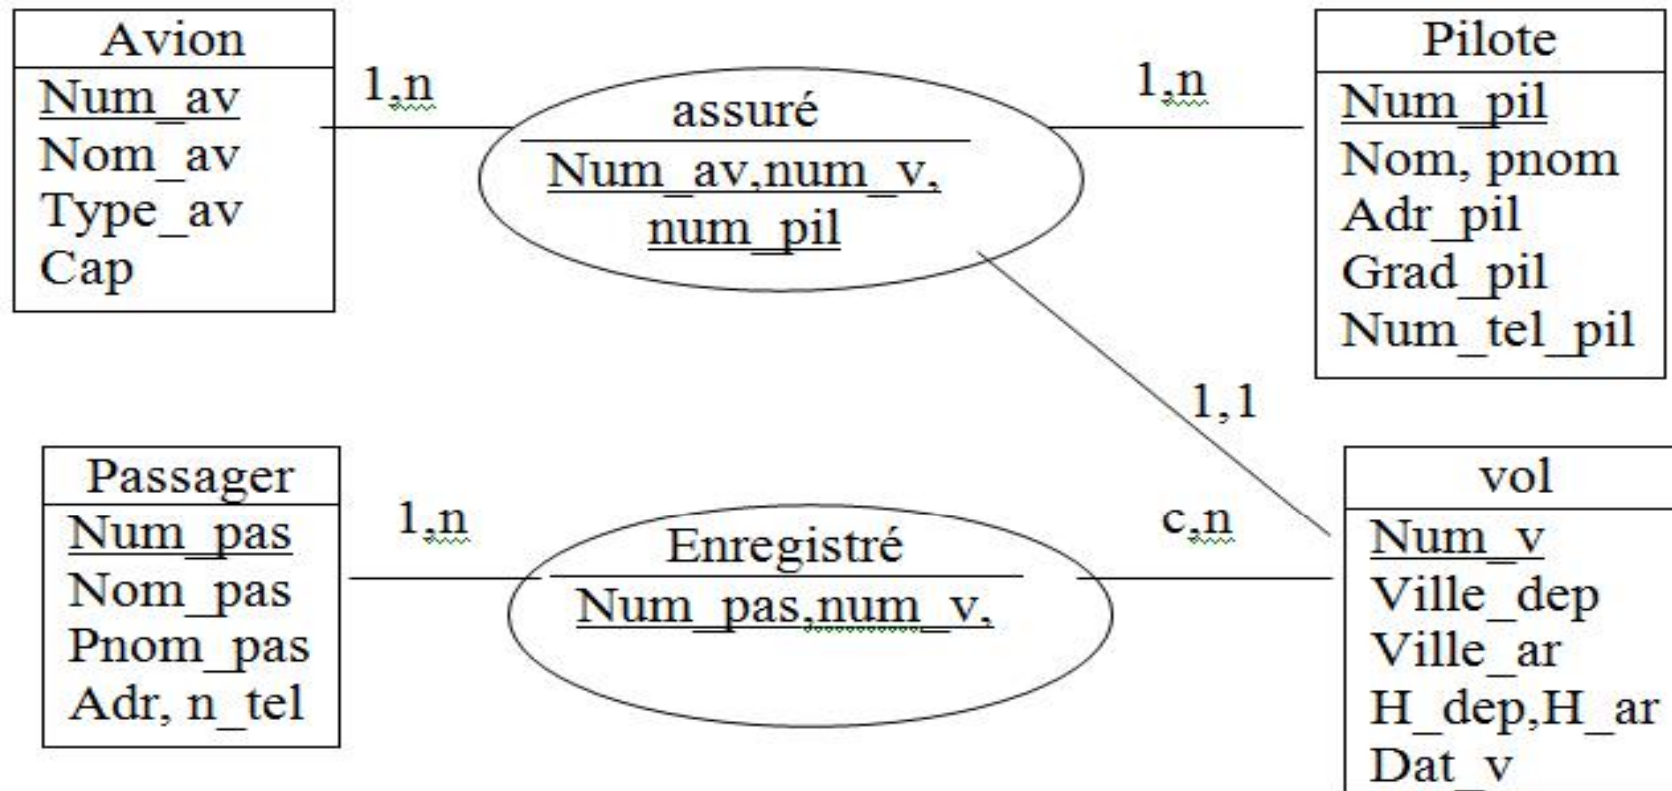 Avion
Num_av
Nom_av
Type_av
Cap
1,n
assuré
Num_av,num_v,
num_pil
1,n
Pilote
Num_pil
Nom, pnom
Adr_pil
Grad_pil
Num_tel_pil
1,1
Passager
Num_pas
Nom_pas
Pnom_pas
Adr, n_tel
1,n
Enregistré
Num_pas,num_v,
c,n
vol
Num_v
Ville_dep
Ville_ar
H_dep,H_ar
Dat_v